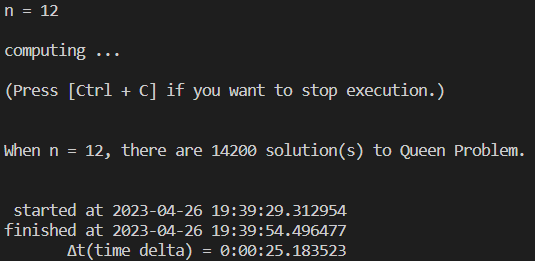 n = 12
computing ...
(Press [Ctrl + C] if you want to stop execution.)
When n = 12, there are 14200 solution(s) to Queen Problem.
started at 2023-04-26 19:39:29.312954
finished at 2023-04-26 19:39:54.496477
Δt(time delta) = 0:00:25.183523